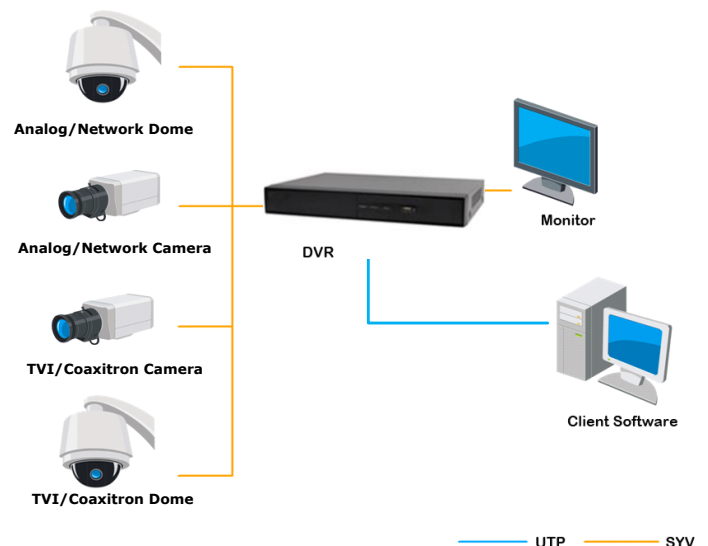 Analog/Network Dome
Analog/Network Camera
TVI/Coaxitron Camera
TVI/Coaxitron Dome
DVR
Monitor
Client Software
UTP
SYV